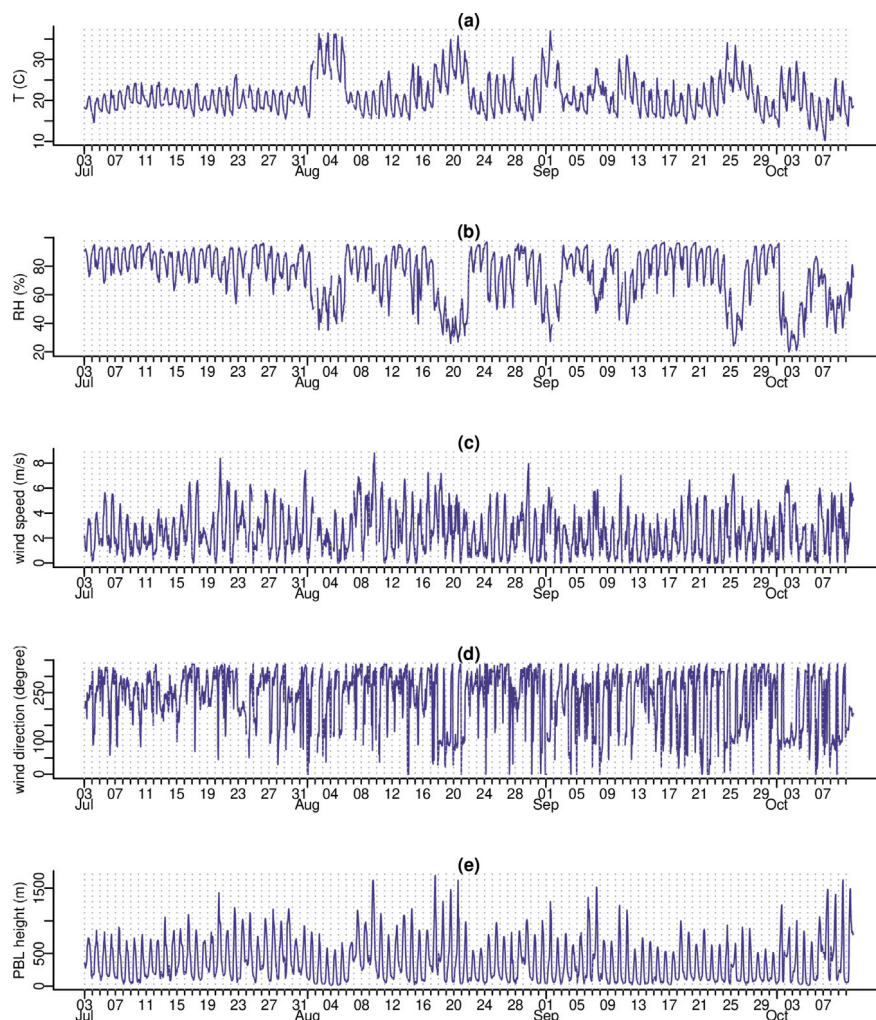 (a)
T (C)
10 20 30
03 07 11 15 19 23 27 31 04 08 12 16 20 24 28 01 05 09 13 17 21 25 29 03 07
Jul Aug Sep Oct
(b)
RH (%)
20 40 60 80
03 07 11 15 19 23 27 31 04 08 12 16 20 24 28 01 05 09 13 17 21 25 29 03 07
Jul Aug Sep Oct
(c)
wind speed (m/s)
0 2 4 6 8
03 07 11 15 19 23 27 31 04 08 12 16 20 24 28 01 05 09 13 17 21 25 29 03 07
Jul Aug Sep Oct
(d)
wind direction (degree)
0 100 250
03 07 11 15 19 23 27 31 04 08 12 16 20 24 28 01 05 09 13 17 21 25 29 03 07
Jul Aug Sep Oct
(e)
PBL height (m)
0 500 1500
03 07 11 15 19 23 27 31 04 08 12 16 20 24 28 01 05 09 13 17 21 25 29 03 07
Jul Aug Sep Oct